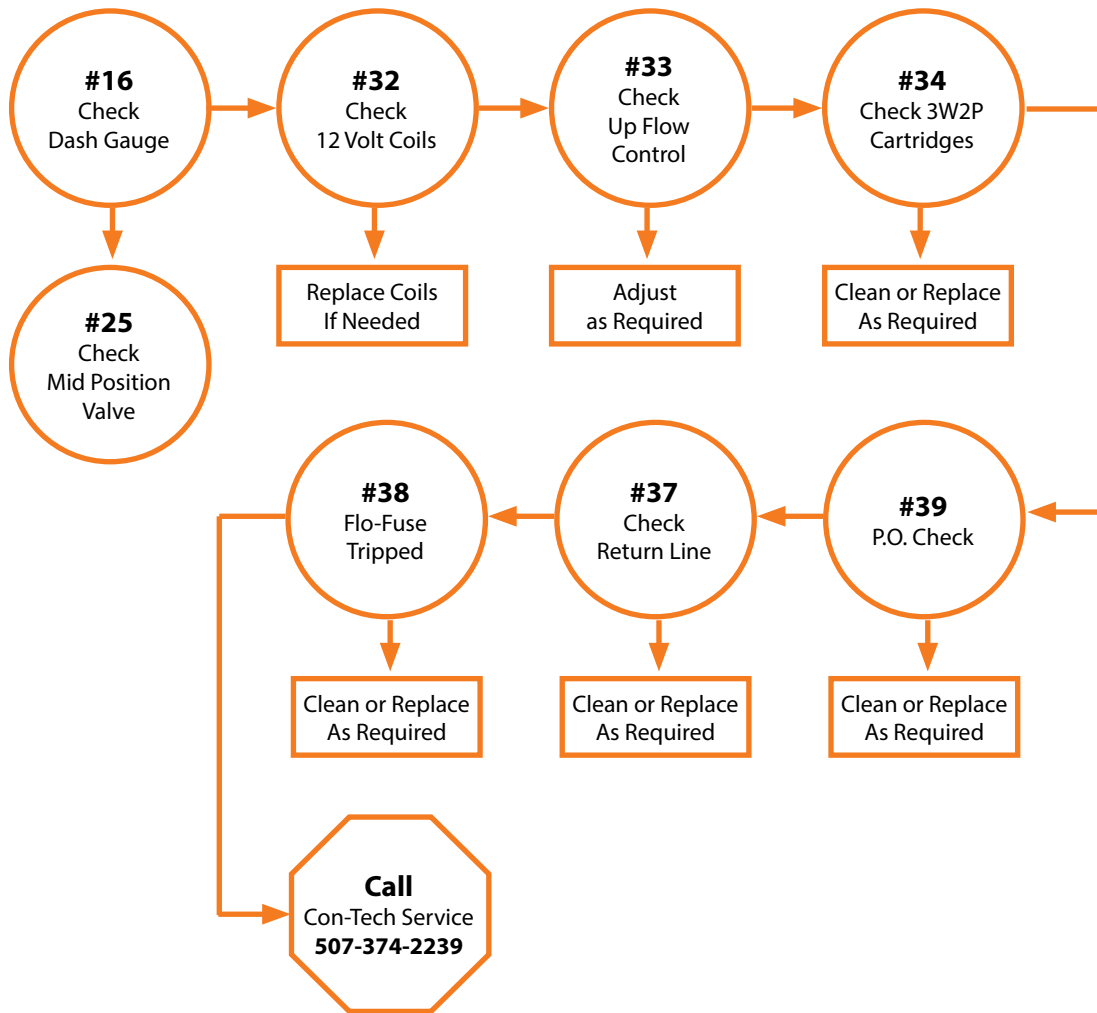 #16
Check
Dash Gauge
#32
Check
12 Volt Coils
#33
Check
Up Flow
Control
#34
Check 3W2P
Cartridges
#25
Check
Mid Position
Valve
Replace Coils
If Needed
Adjust
as Required
Clean or Replace
As Required
#39
P.O. Check
#37
Check
Return Line
#38
Flo-Fuse
Tripped
Clean or Replace
As Required
Clean or Replace
As Required
Clean or Replace
As Required
Call
Con-Tech Service
507-374-2239